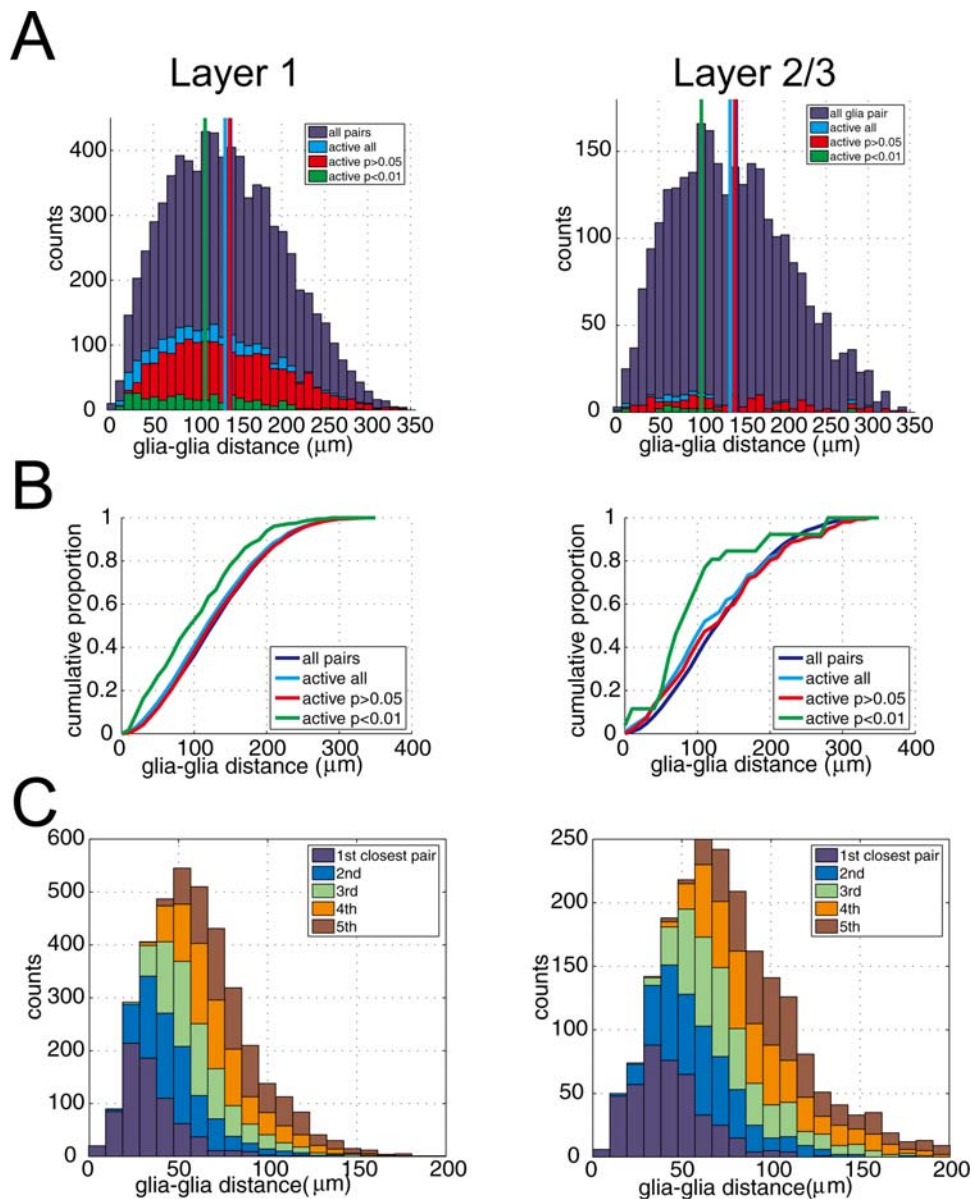 A
Layer 1
Layer 2/3
400
300
200
100
0
counts
all pairs
active all
active p>0.05
active p<0.01
0 50 100 150 200 250 300 350
glia-glia distance (μm)
150
100
50
0
counts
all glia pair
active all
active p>0.05
active p<0.01
0 50 100 150 200 250 300 350
glia-glia distance (μm)
B
1
0.8
0.6
0.4
0.2
0
cumulative proportion
all pairs
active all
active p>0.05
active p<0.01
0 100 200 300 400
glia-glia distance (μm)
1
0.8
0.6
0.4
0.2
0
cumulative proportion
all pairs
active all
active p>0.05
active p<0.01
0 100 200 300 400
glia-glia distance (μm)
C
600
500
400
300
200
100
0
counts
1st closest pair
2nd
3rd
4th
5th
0 50 100 150 200
glia-glia distance(μm)
250
200
150
100
50
0
counts
1st closest pair
2nd
3rd
4th
5th
0 50 100 150 200
glia-glia distance(μm)